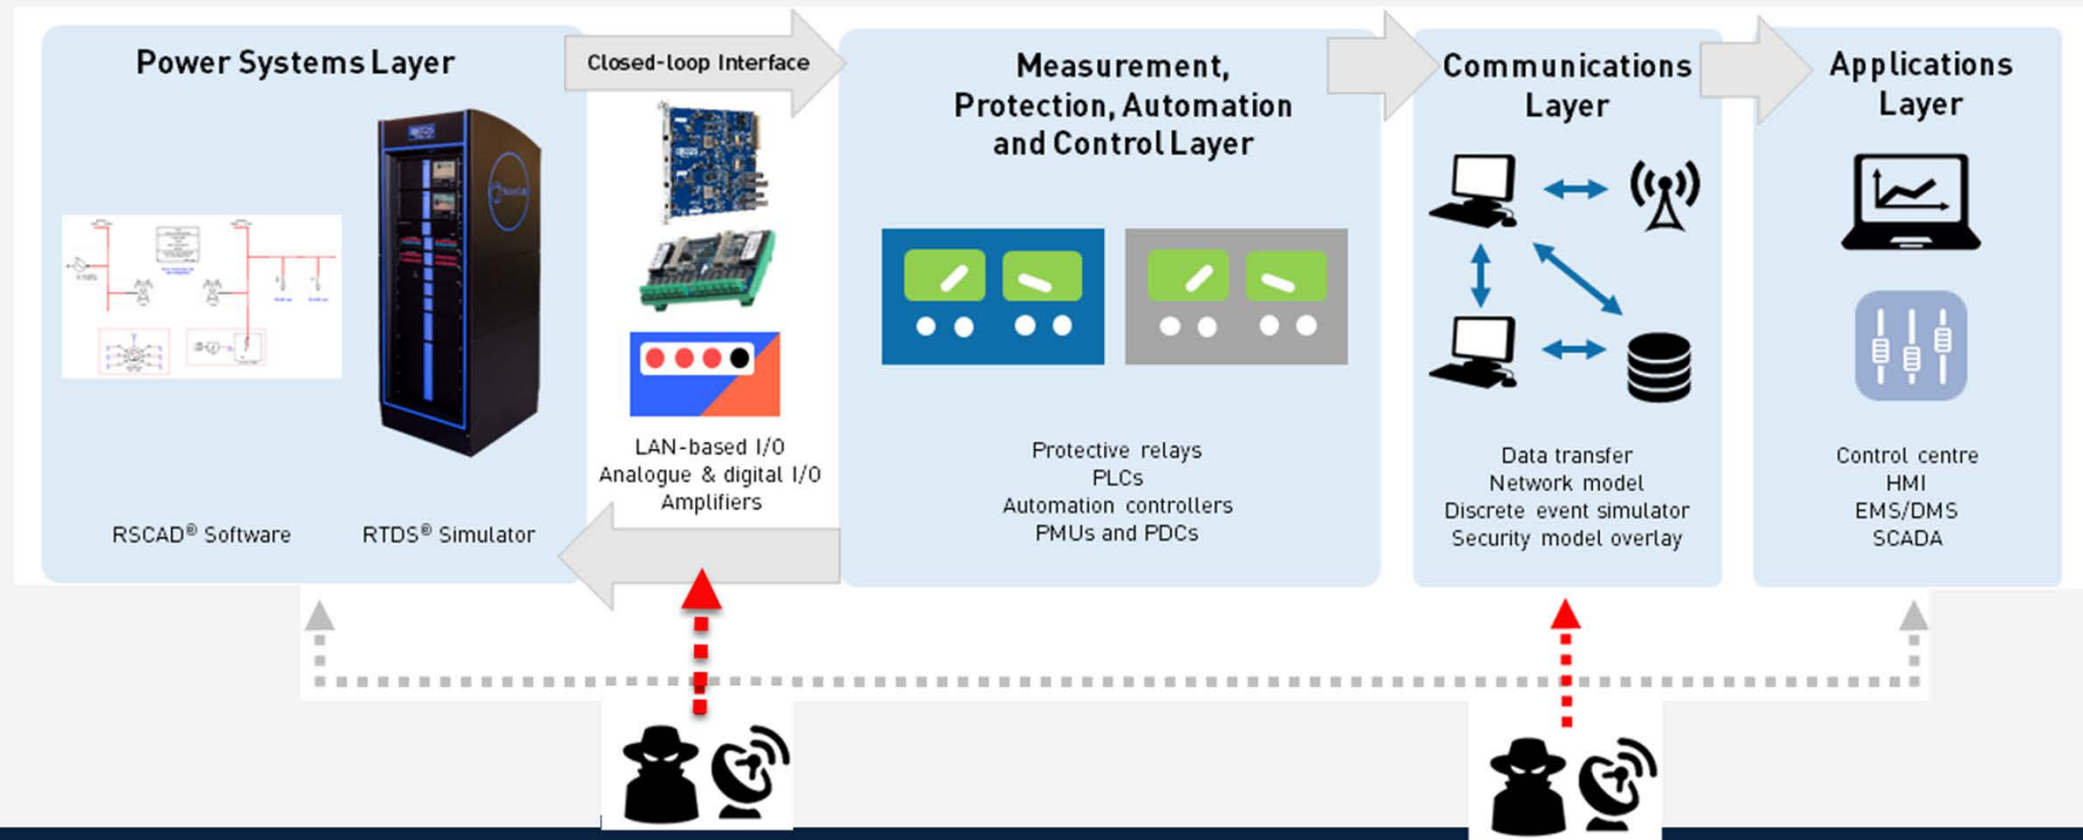 Power Systems Layer
RTDS
RSCAD® Software
RTDS® Simulator
Closed-loop Interface
LAN-based I/O
Analogue & digital I/O
Amplifiers
Measurement,
Protection, Automation
and Control Layer
Protective relays
PLCs
Automation controllers
PMUs and PDCs
Communications
Layer
Data transfer
Network model
Discrete event simulator
Security model overlay
Applications
Layer
Control centre
HMI
EMS/DMS
SCADA